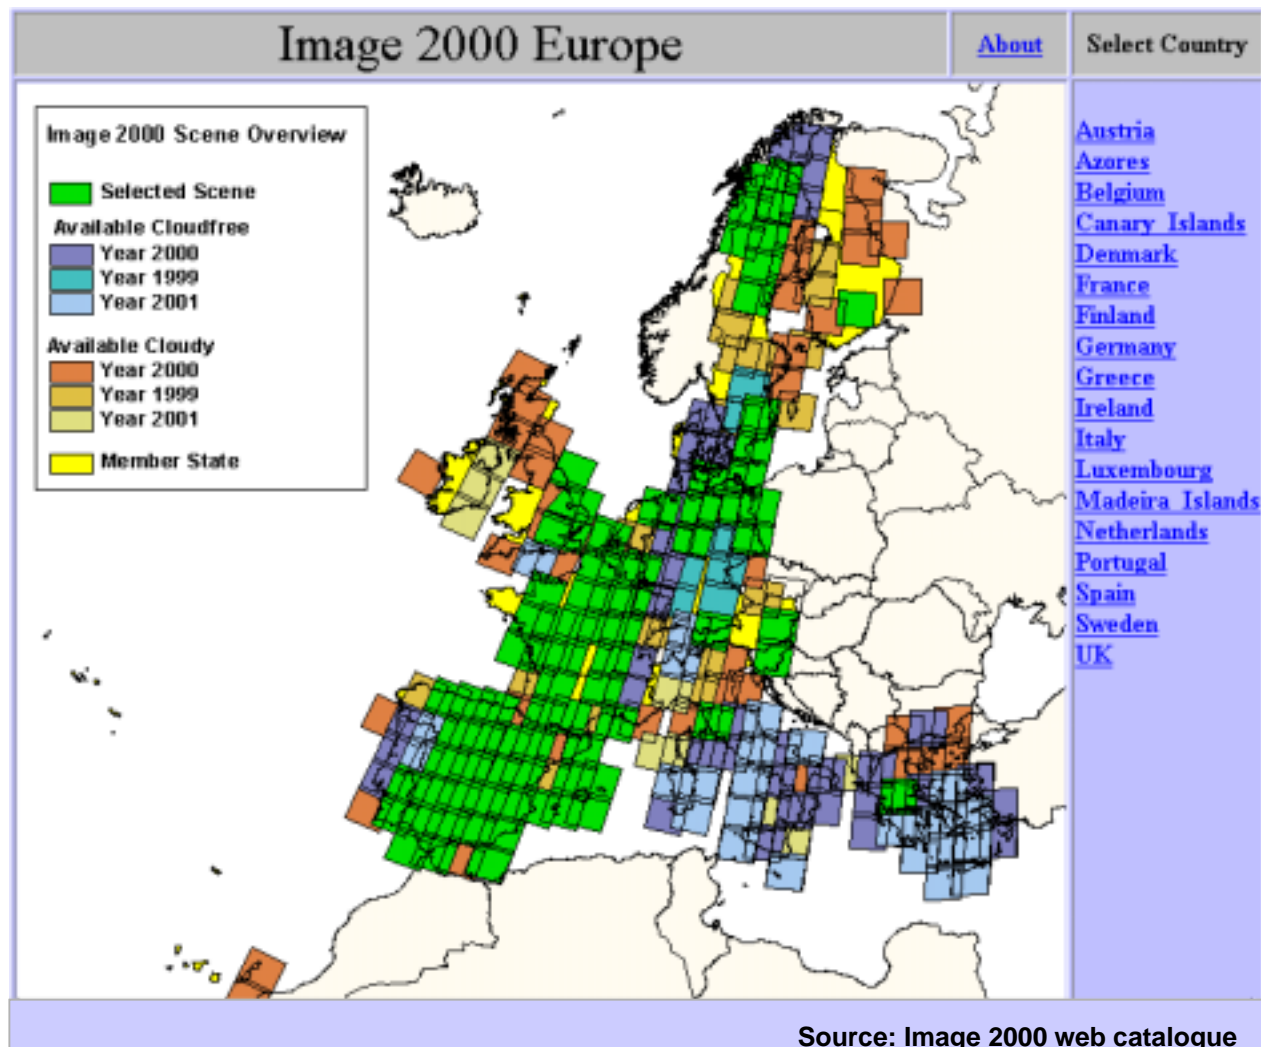 Image 2000 Europe
About
Select Country
Image 2000 Scene Overview
Selected Scene
Available Cloudfree
Year 2000
Year 1999
Year 2001
Available Cloudy
Year 2000
Year 1999
Year 2001
Member State
Austria
Azores
Belgium
Canary Islands
Denmark
France
Finland
Germany
Greece
Ireland
Italy
Luxembourg
Madeira Islands
Netherlands
Portugal
Spain
Sweden
UK
Source: Image 2000 web catalogue